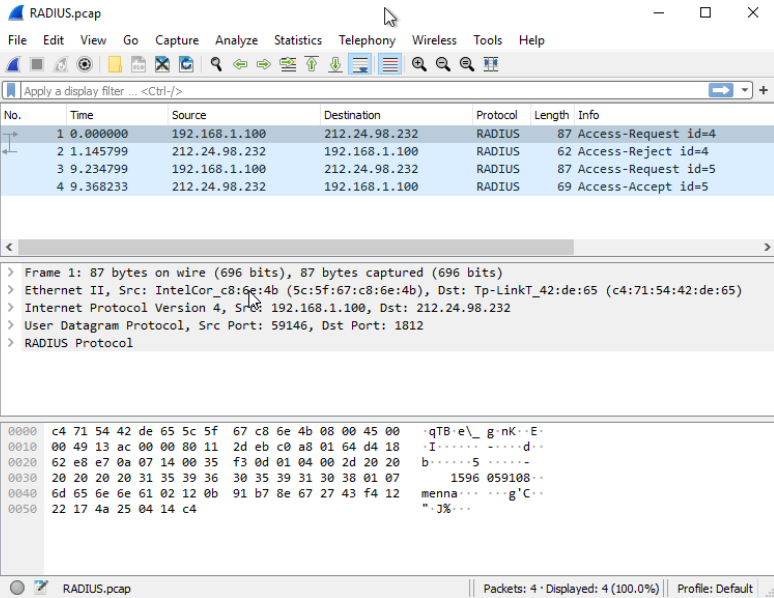 RADIUS.pcap
File Edit View Go Capture Analyze Statistics Telephony Wireless Tools Help
Apply a display filter ... <Ctrl-/>
No. Time Source Destination Protocol Length Info
1 0.000000 192.168.1.100 212.24.98.232 RADIUS 87 Access-Request id=4
2 1.145799 212.24.98.232 192.168.1.100 RADIUS 62 Access-Reject id=4
3 9.234799 192.168.1.100 212.24.98.232 RADIUS 87 Access-Request id=5
4 9.368233 212.24.98.232 192.168.1.100 RADIUS 69 Access-Accept id=5
Frame 1: 87 bytes on wire (696 bits), 87 bytes captured (696 bits)
Ethernet II, Src: IntelCor_c8:6e:4b (5c:5f:67:c8:6e:4b), Dst: Tp-LinkT_42:de:65 (c4:71:54:42:de:65)
Internet Protocol Version 4, Src: 192.168.1.100, Dst: 212.24.98.232
User Datagram Protocol, Src Port: 59146, Dst Port: 1812
RADIUS Protocol
0000 c4 71 54 42 de 65 5c 5f 67 c8 6e 4b 08 00 45 00 ·qTB·e\_ g·nK··E·
0010 00 49 13 ac 00 00 80 11 2d eb c0 a8 01 64 d4 18 ·I······ -····d··
0020 62 e8 e7 0a 07 14 00 35 f3 0d 01 04 00 2d 20 20 b······5 ·····-
0030 20 20 20 20 31 35 39 36 30 35 39 31 30 38 01 07 1596 059108··
0040 6d 65 6e 6e 61 02 12 0b 91 b7 8e 67 27 43 f4 12 menna··· ···g'C··
0050 22 17 4a 25 04 14 c4 "·J%···
RADIUS.pcap Packets: 4 · Displayed: 4 (100.0%) Profile: Default